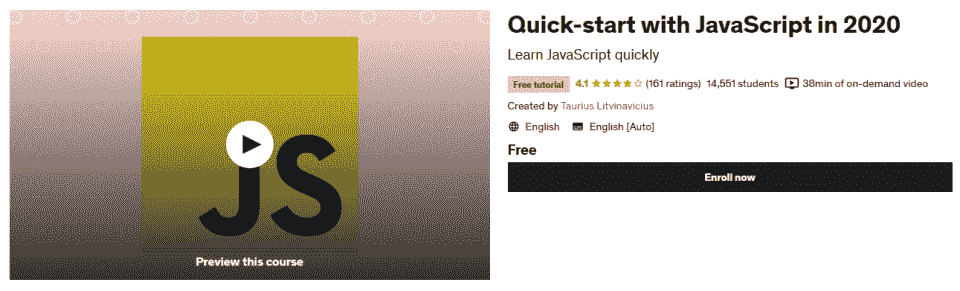 JS
Preview this course
Quick-start with JavaScript in 2020
Learn JavaScript quickly
Free tutorial 4.1 (161 ratings) 14,551 students 38min of on-demand video
Created by Taurius Litvinavicius
English English [Auto]
Free
Enroll now